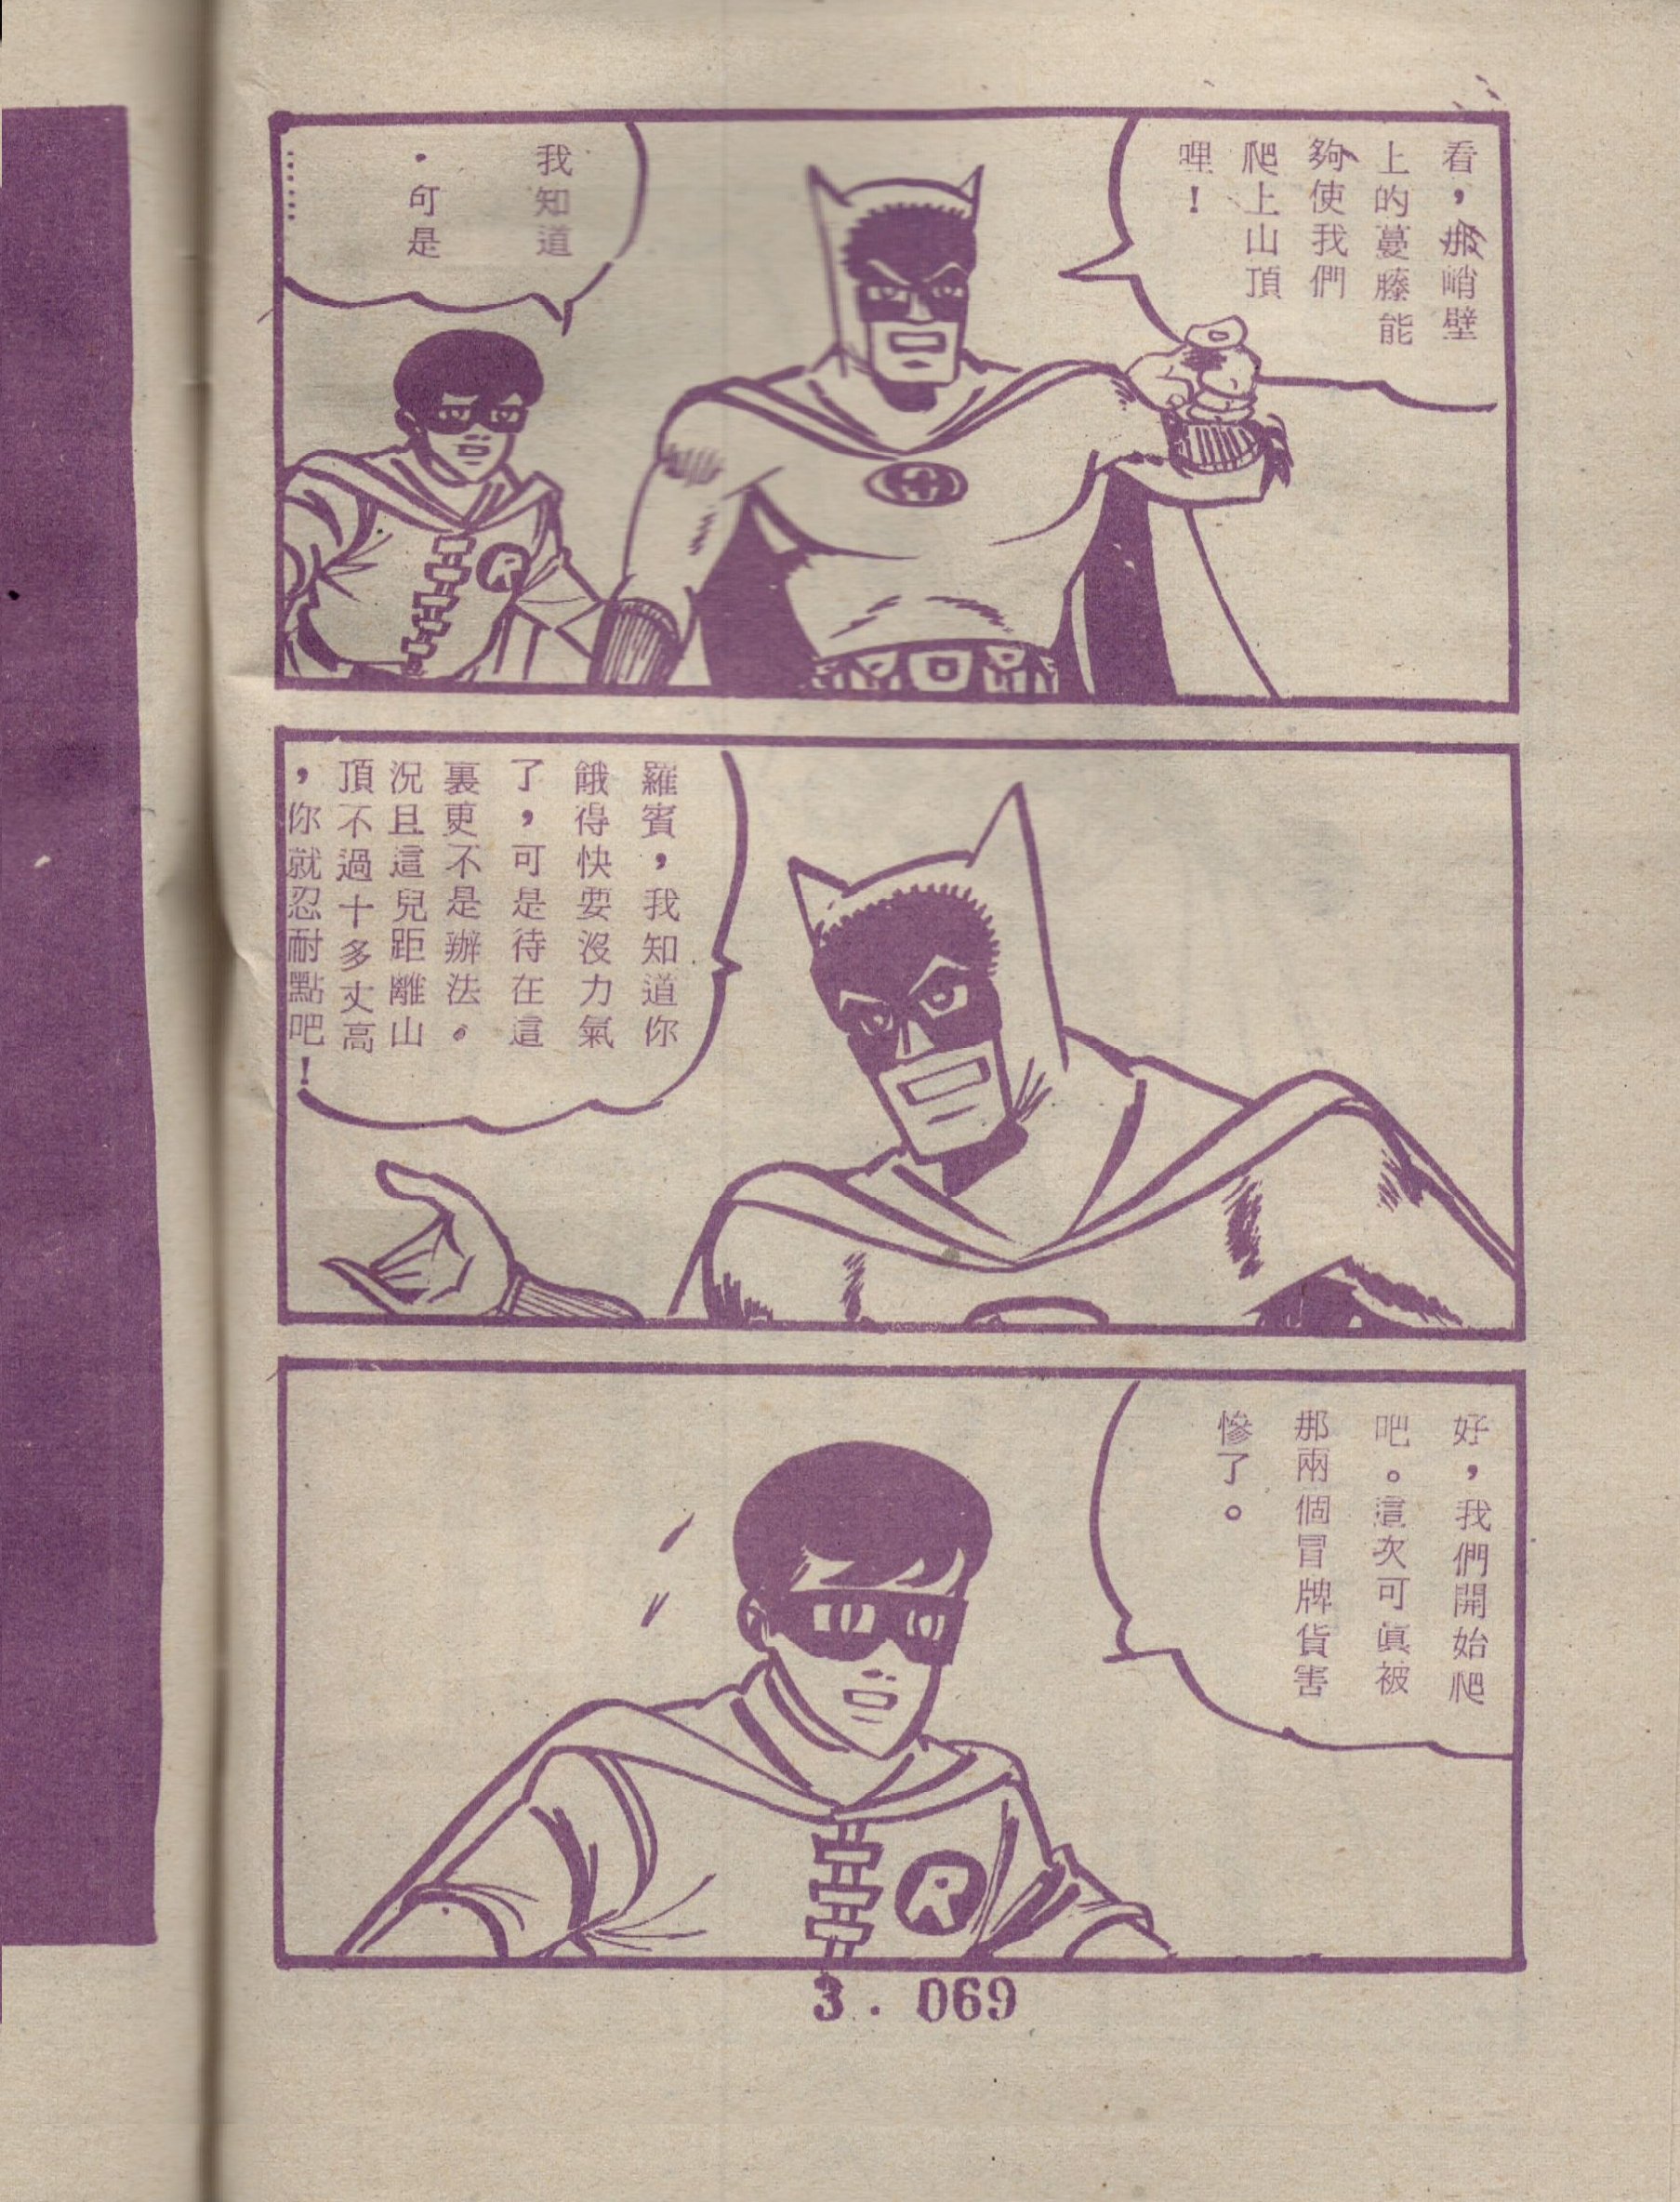 看，那峭壁
上的蔓藤能
夠使我們
爬上山頂
哩！
我知道
．可是
……
R
羅賓，我知道你
餓得快要沒力氣
了，可是待在這
裏更不是辦法。
況且這兒距離山
頂不過十多丈高
，你就忍耐點吧！
好，我們開始爬
吧。這次可眞被
那兩個冒牌貨害
慘了。
R
3．069